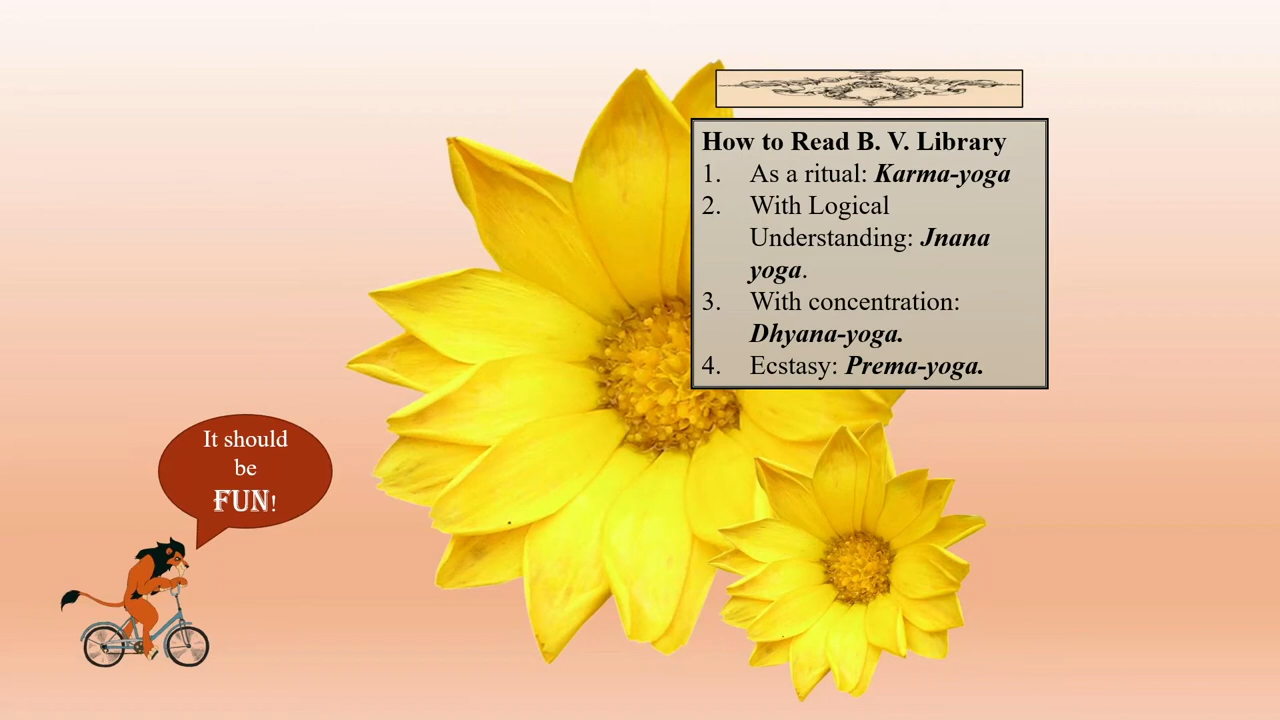 How to Read B. V. Library
1. As a ritual: Karma-yoga
2. With Logical
Understanding: Jnana
yoga.
3. With concentration:
Dhyana-yoga.
4. Ecstasy: Prema-yoga.
It should
be
FUN!